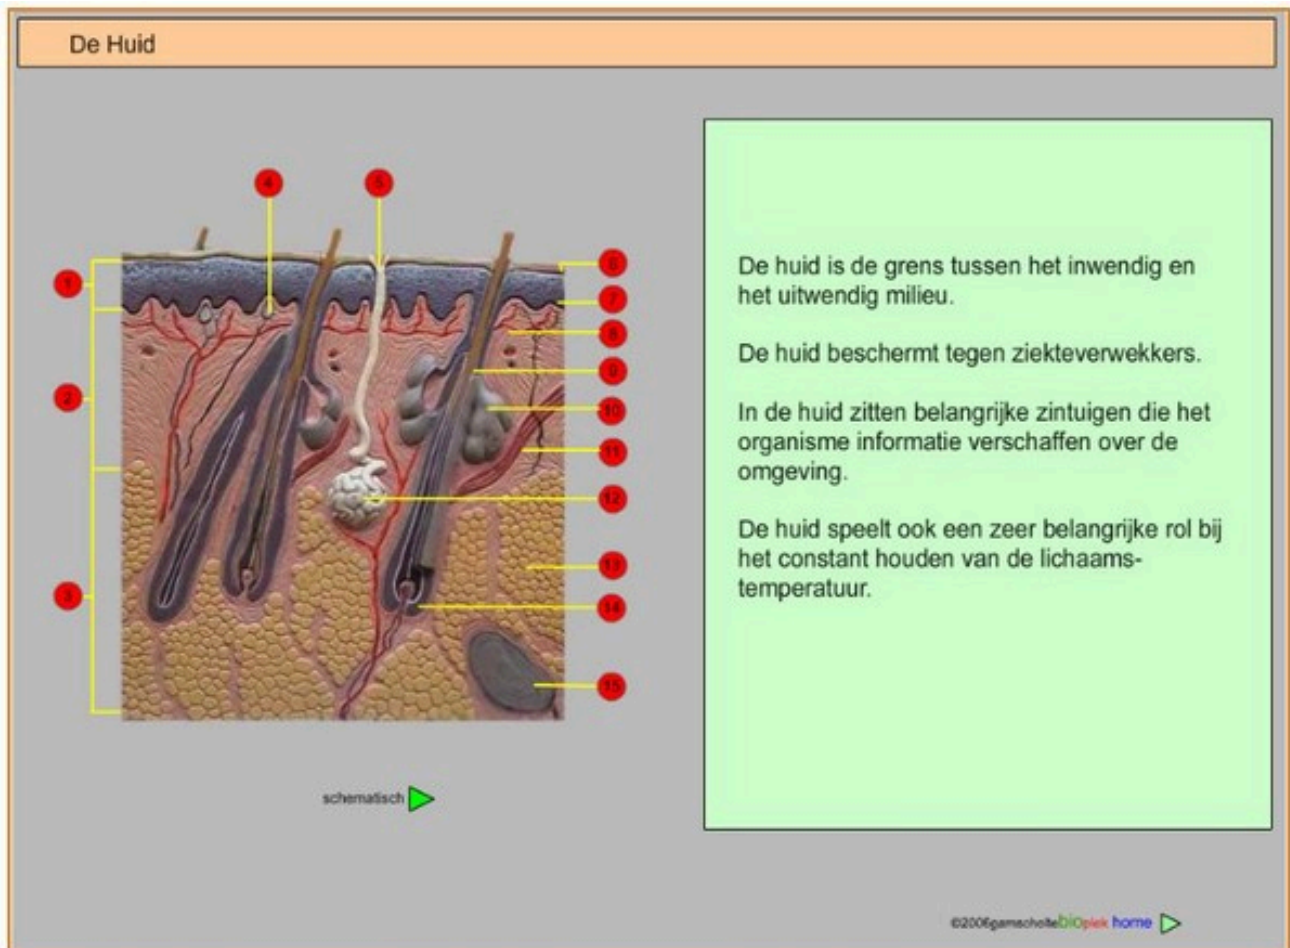 De Huid
4
5
1
2
3
6
7
8
9
10
11
12
13
14
15
De huid is de grens tussen het inwendig en
het uitwendig milieu.
De huid beschermt tegen ziekteverwekkers.
In de huid zitten belangrijke zintuigen die het
organisme informatie verschaffen over de
omgeving.
De huid speelt ook een zeer belangrijke rol bij
het constant houden van de lichaams-
temperatuur.
schematisch
©2006gamscholtebioplek home